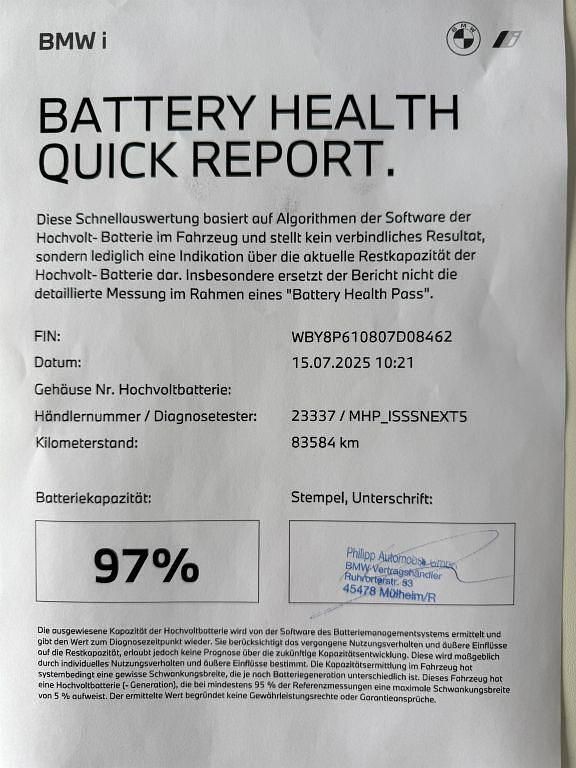 BMW i
BMW
i
BATTERY HEALTH
QUICK REPORT.
Diese Schnellauswertung basiert auf Algorithmen der Software der
Hochvolt- Batterie im Fahrzeug und stellt kein verbindliches Resultat,
sondern lediglich eine Indikation über die aktuelle Restkapazität der
Hochvolt- Batterie dar. Insbesondere ersetzt der Bericht nicht die
detaillierte Messung im Rahmen eines "Battery Health Pass".
FIN: WBY8P610807D08462
Datum: 15.07.2025 10:21
Gehäuse Nr. Hochvoltbatterie:
Händlernummer / Diagnosetester: 23337 / MHP_ISSSNEXT5
Kilometerstand: 83584 km
Batteriekapazität: Stempel, Unterschrift:
97%
Philipp Automobile GmbH
BMW Vertragshändler
Ruhrorterstr. 93
45478 Mülheim/R
Die ausgewiesene Kapazität der Hochvoltbatterie wird von der Software des Batteriemanagementsystems ermittelt und
gibt den Wert zum Diagnosezeitpunkt wieder. Sie berücksichtigt das vergangene Nutzungsverhalten und äußere Einflüsse
auf die Restkapazität, erlaubt jedoch keine Prognose über die zukünftige Kapazitätsentwicklung. Diese wird maßgeblich
durch individuelles Nutzungsverhalten und äußere Einflüsse bestimmt. Die Kapazitätsermittlung im Fahrzeug hat
systembedingt eine gewisse Schwankungsbreite, die je nach Batteriegeneration unterschiedlich ist. Dieses Fahrzeug hat
eine Hochvoltbatterie (- Generation), die bei mindestens 95 % der Referenzmessungen eine maximale Schwankungsbreite
von 5 % aufweist. Der ermittelte Wert begründet keine Gewährleistungsrechte oder Garantieansprüche.